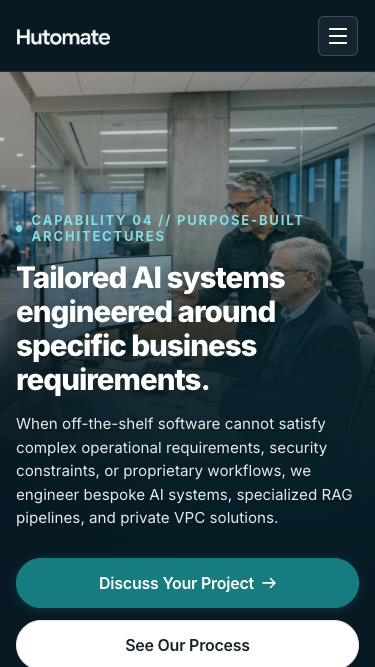 Hutomate
CAPABILITY 04 // PURPOSE-BUILT
ARCHITECTURES
Tailored AI systems
engineered around
specific business
requirements.
When off-the-shelf software cannot satisfy
complex operational requirements, security
constraints, or proprietary workflows, we
engineer bespoke AI systems, specialized RAG
pipelines, and private VPC solutions.
Discuss Your Project →
See Our Process